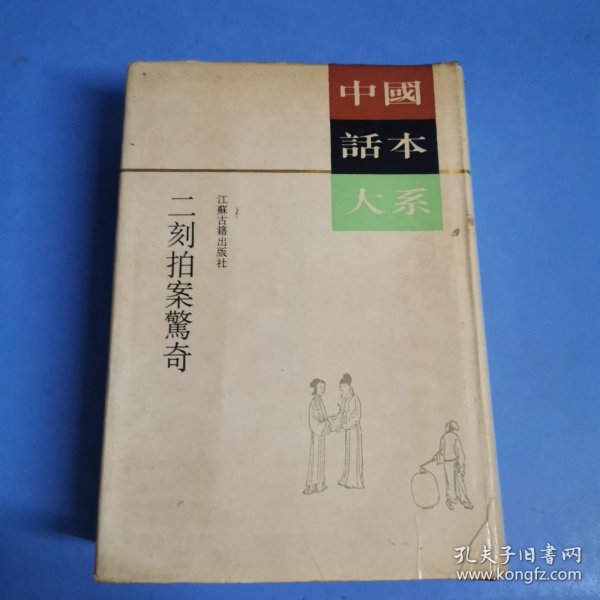 中國
話本
大系
江蘇古籍出版社
二刻拍案驚奇
孔夫子旧书网
www.kongfz.com